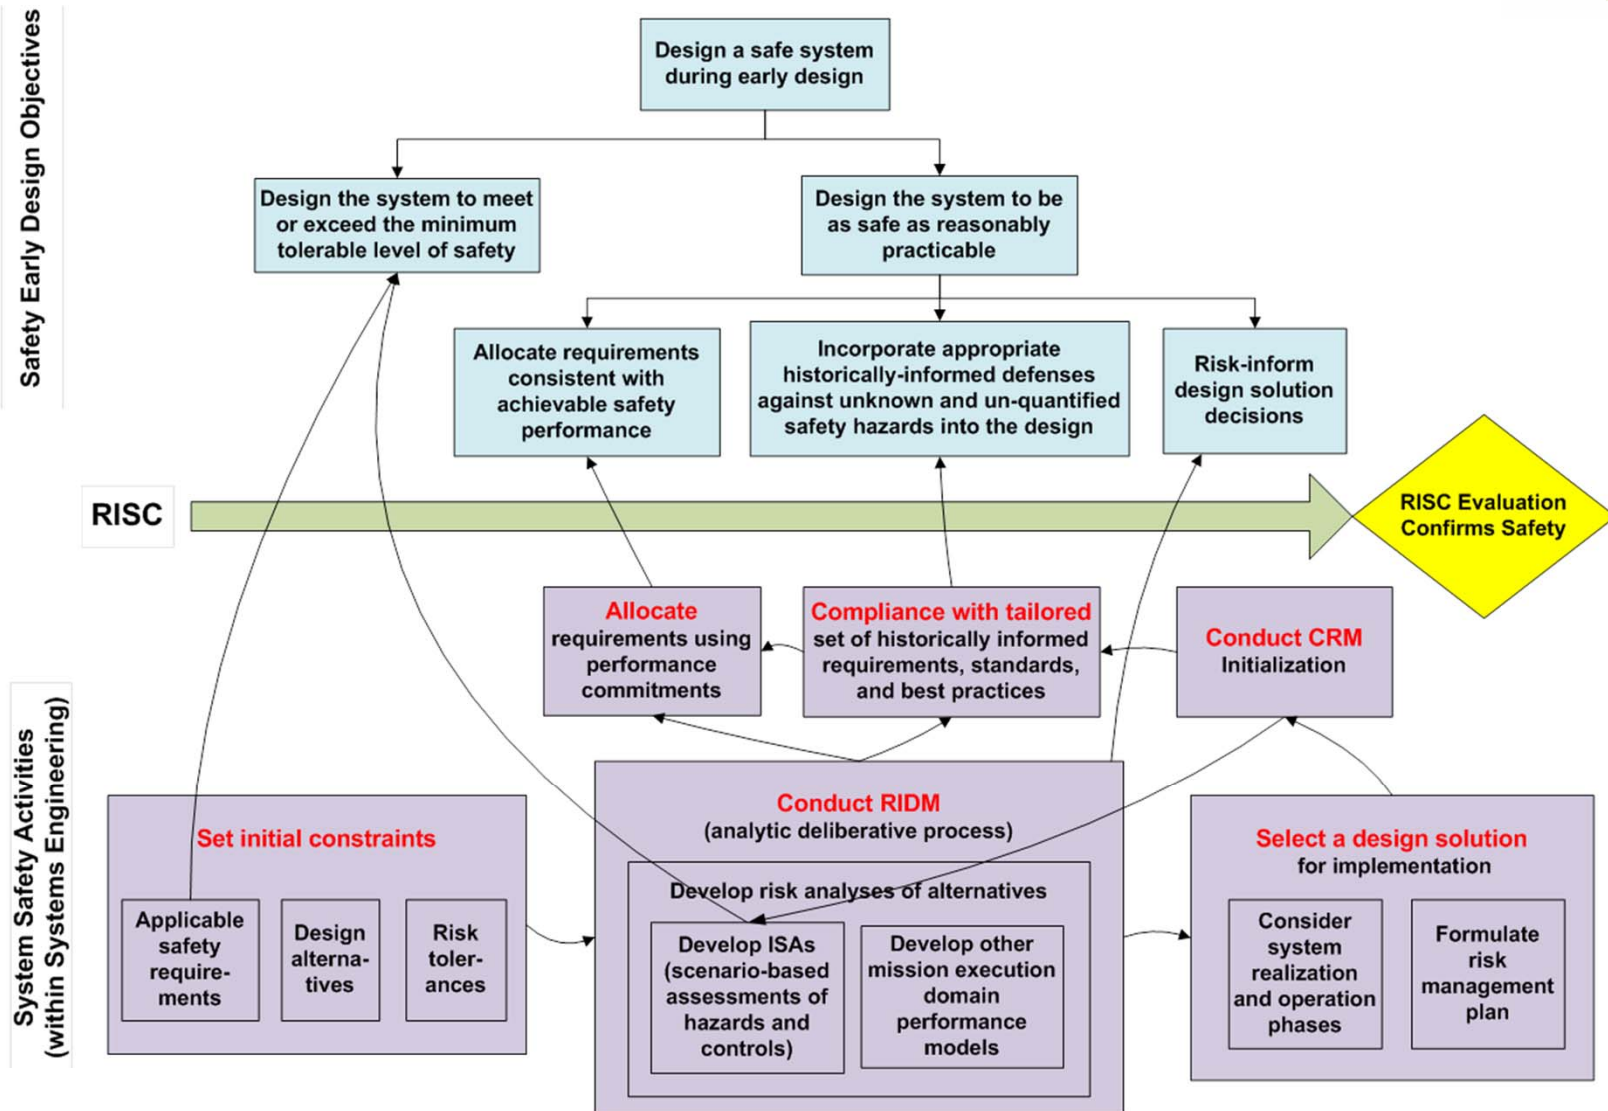 Safety Early Design Objectives
Design a safe system
during early design
Design the system to meet
or exceed the minimum
tolerable level of safety
Design the system to be
as safe as reasonably
practicable
Allocate requirements
consistent with
achievable safety
performance
Incorporate appropriate
historically-informed defenses
against unknown and un-quantified
safety hazards into the design
Risk-inform
design solution
decisions
RISC
RISC Evaluation
Confirms Safety
System Safety Activities
(within Systems Engineering)
Allocate
requirements using
performance
commitments
Compliance with tailored
set of historically informed
requirements, standards,
and best practices
Conduct CRM
Initialization
Set initial constraints
Applicable
safety
require-
ments
Design
alterna-
tives
Risk
toler-
ances
Conduct RIDM
(analytic deliberative process)
Develop risk analyses of alternatives
Develop ISAs
(scenario-based
assessments of
hazards and
controls)
Develop other
mission execution
domain
performance
models
Select a design solution
for implementation
Consider
system
realization
and operation
phases
Formulate
risk
management
plan